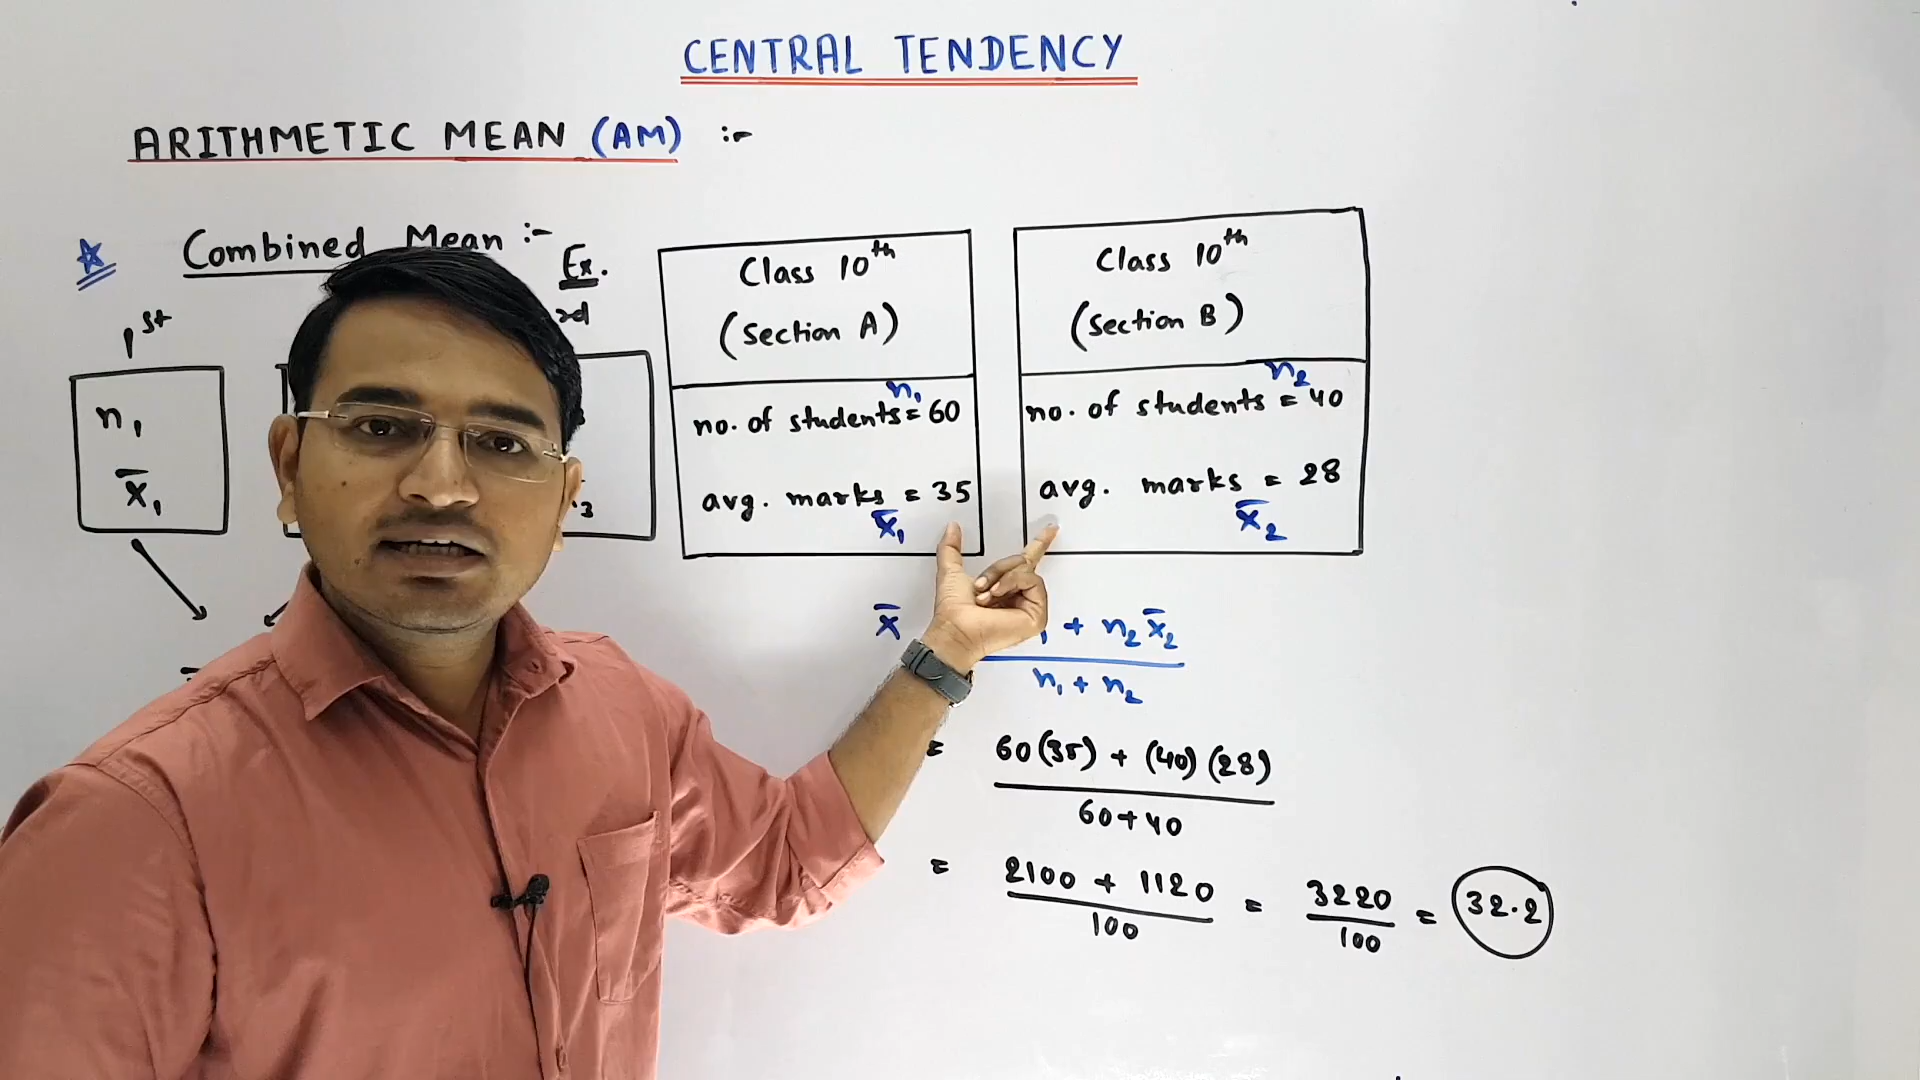 CENTRAL TENDENCY
ARITHMETIC MEAN (AM) :-
Combined Mean :-
1st
n₁
x̄₁
Ex.
Class 10th
(Section A)
n₁
no. of students = 60
avg. marks = 35
x̄₁
Class 10th
(Section B)
n₂
no. of students = 40
avg. marks = 28
x̄₂
x̄
+ n₂ x̄₂
n₁ + n₂
= 60(35) + (40)(28)
60+40
= 2100 + 1120 = 3220 = 32.2
100 100